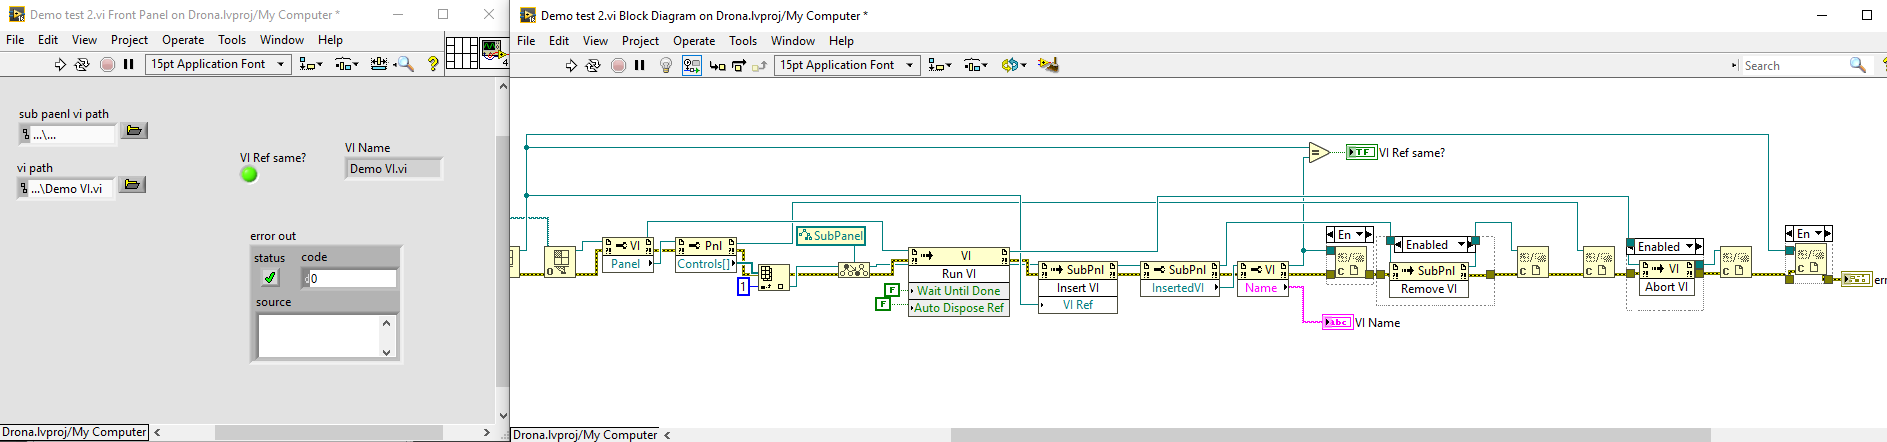 Demo test 2.vi Front Panel on Drona.lvproj/My Computer *
File Edit View Project Operate Tools Window Help
15pt Application Font
4
sub paenl vi path
...\...
vi path
...\Demo VI.vi
VI Ref same?
VI Name
Demo VI.vi
error out
status code
0
source
Drona.lvproj/My Computer
Demo test 2.vi Block Diagram on Drona.lvproj/My Computer *
File Edit View Project Operate Tools Window Help
15pt Application Font
Search
?
= TF VI Ref same?
SubPanel
VI
Panel
Pnl
Controls[]
1
VI
Run VI
F Wait Until Done
F Auto Dispose Ref
SubPnl
Insert VI
VI Ref
SubPnl
InsertedVI
VI
Name
Abc VI Name
En
C
Enabled
SubPnl
Remove VI
C
C
Enabled
VI
Abort VI
C
En
C
err
Drona.lvproj/My Computer